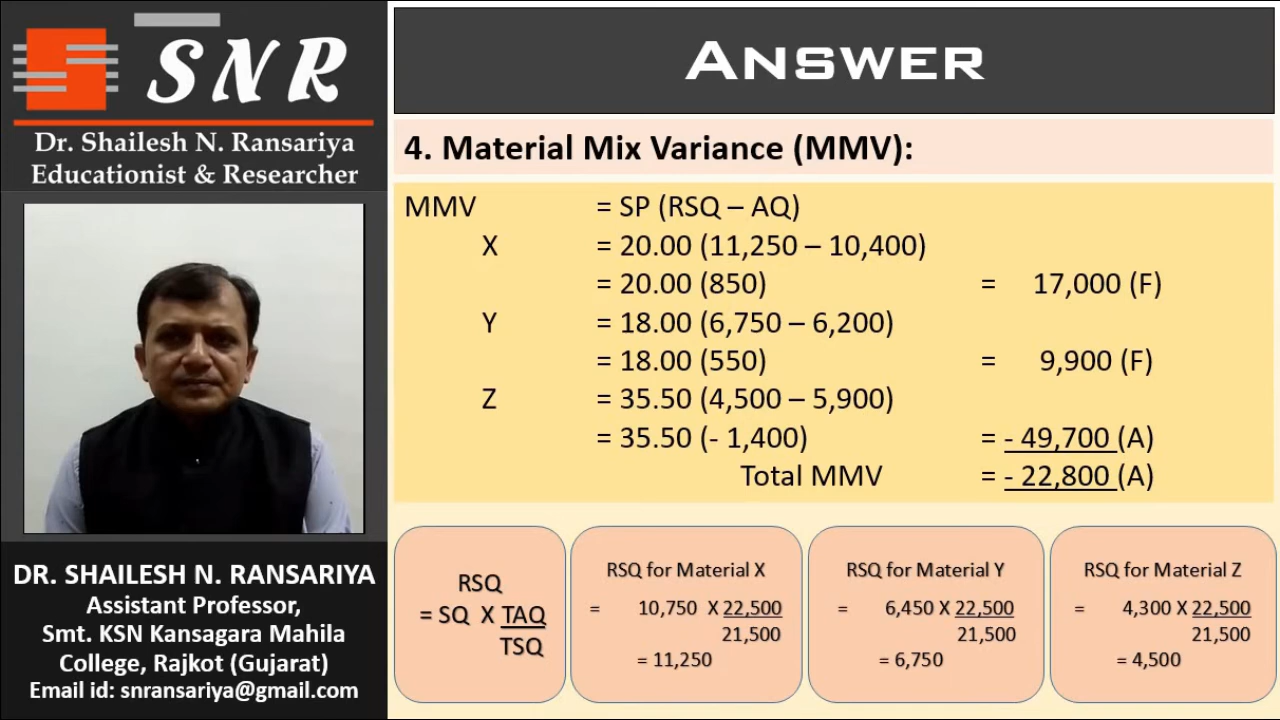 SNR
Dr. Shailesh N. Ransariya
Educationist & Researcher
DR. SHAILESH N. RANSARIYA
Assistant Professor,
Smt. KSN Kansagara Mahila
College, Rajkot (Gujarat)
Email id: snransariya@gmail.com
ANSWER
4. Material Mix Variance (MMV):
MMV = SP (RSQ – AQ)
X = 20.00 (11,250 – 10,400)
= 20.00 (850) = 17,000 (F)
Y = 18.00 (6,750 – 6,200)
= 18.00 (550) = 9,900 (F)
Z = 35.50 (4,500 – 5,900)
= 35.50 (- 1,400) = - 49,700 (A)
Total MMV = - 22,800 (A)
RSQ
= SQ X TAQ
TSQ
RSQ for Material X
= 10,750 X 22,500
21,500
= 11,250
RSQ for Material Y
= 6,450 X 22,500
21,500
= 6,750
RSQ for Material Z
= 4,300 X 22,500
21,500
= 4,500